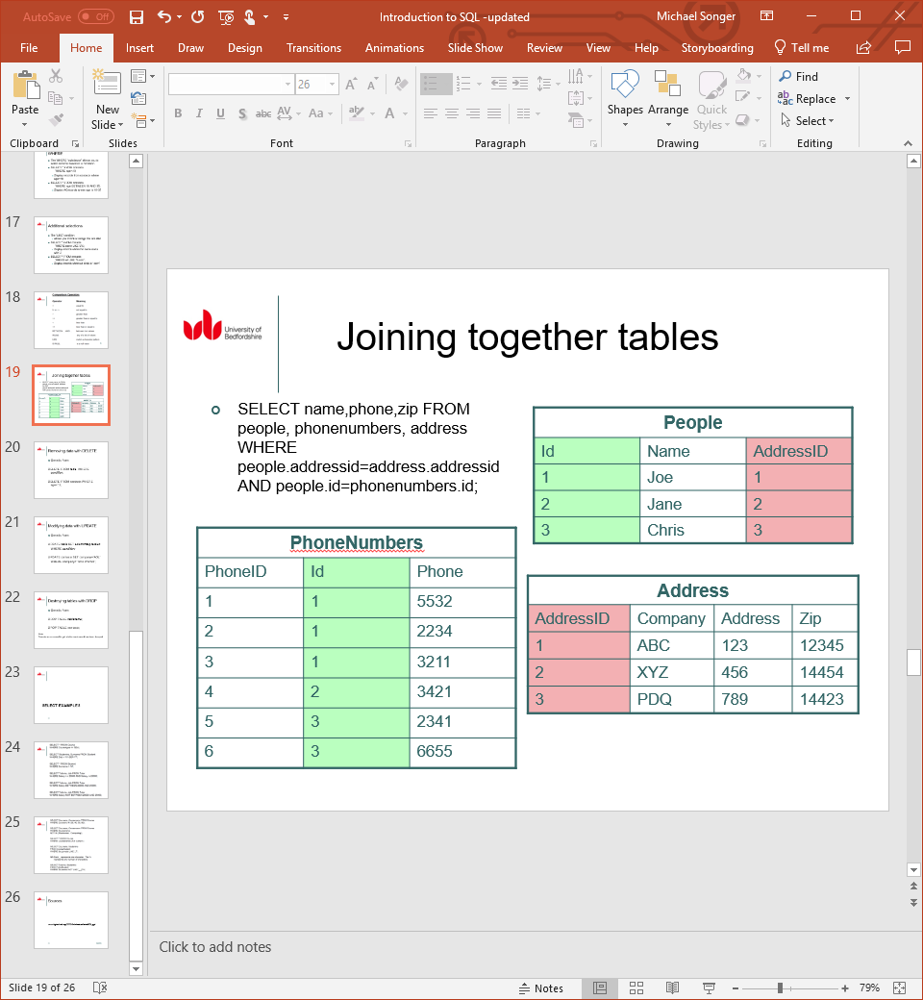 AutoSave Off
Introduction to SQL -updated
Michael Songer
File Home Insert Draw Design Transitions Animations Slide Show Review View Help Storyboarding Tell me
Paste
Clipboard
New
Slide
Slides
26
B I U S abc AV Aa A
Font
Paragraph
Shapes Arrange Quick
Styles
Drawing
Find
Replace
Select
Editing
WHERE
17
Additional selections
18
19
Joining together tables
20
Removing data with DELETE
21
Modifying data with UPDATE
22
Destroying tables with DROP
23
SELECT EXAMPLES
24
25
26
Sources
University of
Bedfordshire
Joining together tables
SELECT name,phone,zip FROM
people, phonenumbers, address
WHERE
people.addressid=address.addressid
AND people.id=phonenumbers.id;
People
Id Name AddressID
1 Joe 1
2 Jane 2
3 Chris 3
PhoneNumbers
PhoneID Id Phone
1 1 5532
2 1 2234
3 1 3211
4 2 3421
5 3 2341
6 3 6655
Address
AddressID Company Address Zip
1 ABC 123 12345
2 XYZ 456 14454
3 PDQ 789 14423
Click to add notes
Slide 19 of 26
Notes
79%